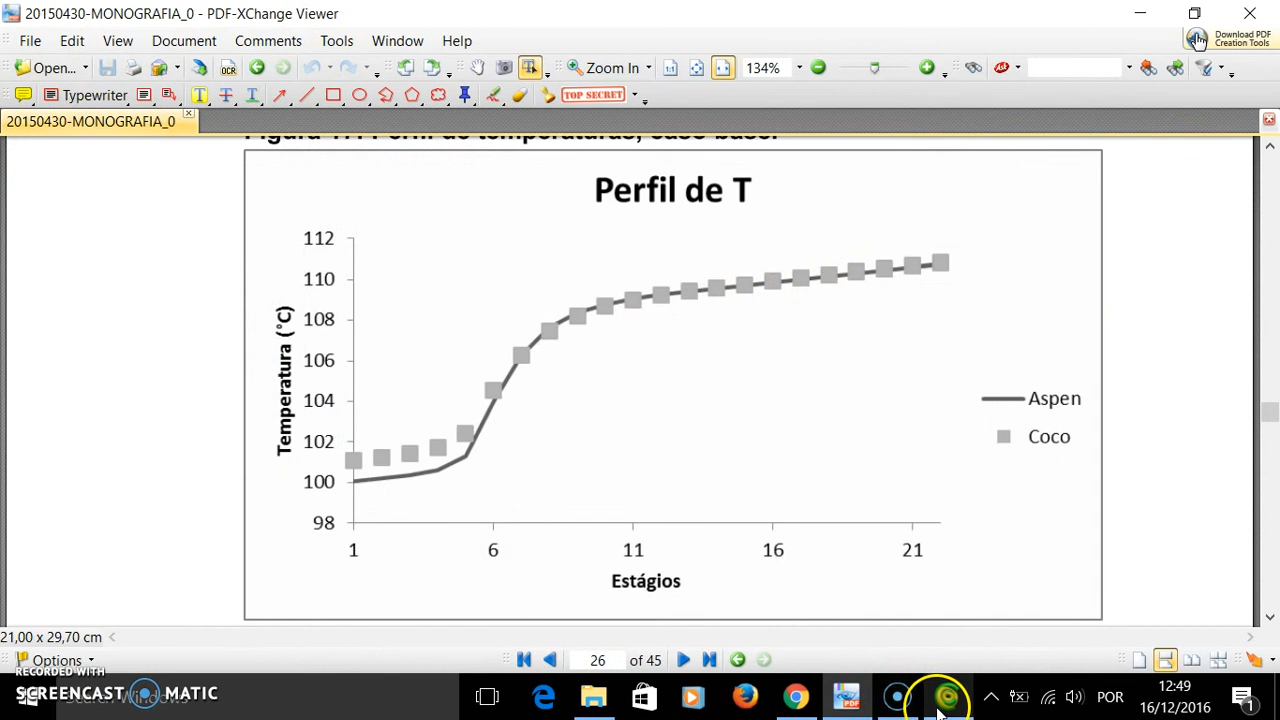 20150430-MONOGRAFIA_0 - PDF-XChange Viewer
Download PDF
Creation Tools
File Edit View Document Comments Tools Window Help
Open... OCR Zoom In 134%
Typewriter TOP SECRET
20150430-MONOGRAFIA_0
Perfil de T
112
110
108
106
104
102
100
98
Temperatura (°C)
Aspen
Coco
1 6 11 16 21
Estágios
21,00 x 29,70 cm
Options 26 of 45
RECORDED WITH
SCREENCAST MATIC
POR
12:49
16/12/2016
1